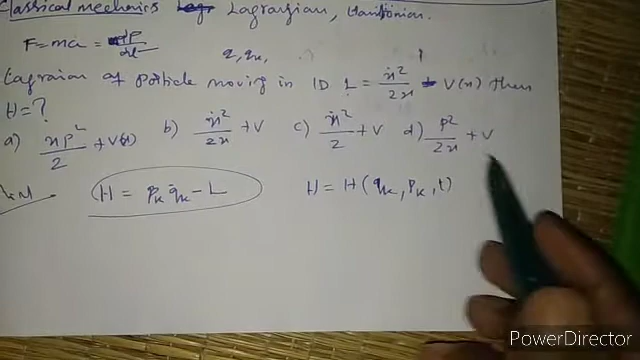 Classical mechanics Lagrangian, Hamiltonian.
F = ma = dP/dt q, qₖ,
Lagraian of particle moving in 1D L = ẋ²/2x - V(x) then
H = ?
a) xp²/2 + V(x) b) ẋ²/2x + V c) ẋ²/2 + V d) p²/2x + V
H = pₖ q̇ₖ - L H = H(qₖ, pₖ, t)
PowerDirector